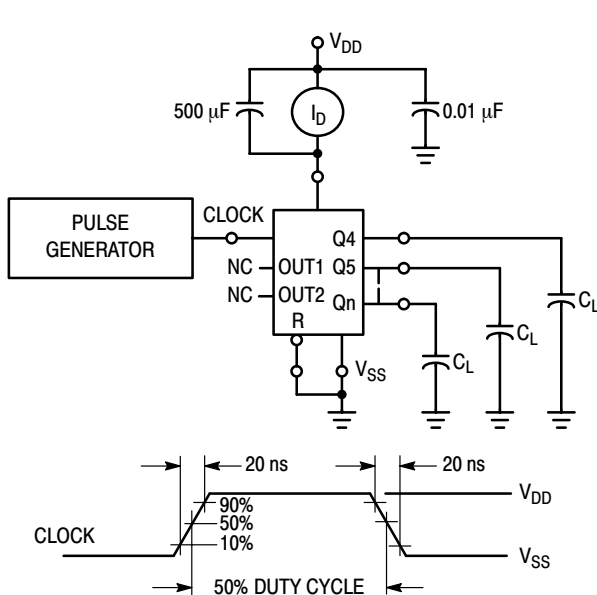 V_DD
500 μF
I_D
0.01 μF
PULSE
GENERATOR
CLOCK
Q4
NC
OUT1
Q5
NC
OUT2
Qn
R
V_SS
C_L
C_L
C_L
20 ns
20 ns
90%
50%
10%
V_DD
CLOCK
V_SS
50% DUTY CYCLE